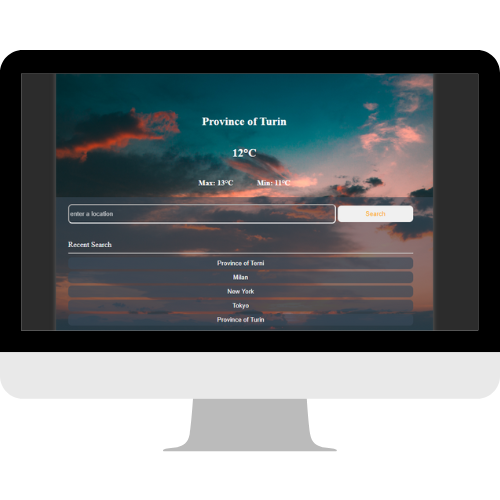 Province of Turin
12°C
Max: 13°C Min: 11°C
enter a location Search
Recent Search
Province of Terni
Milan
New York
Tokyo
Province of Turin